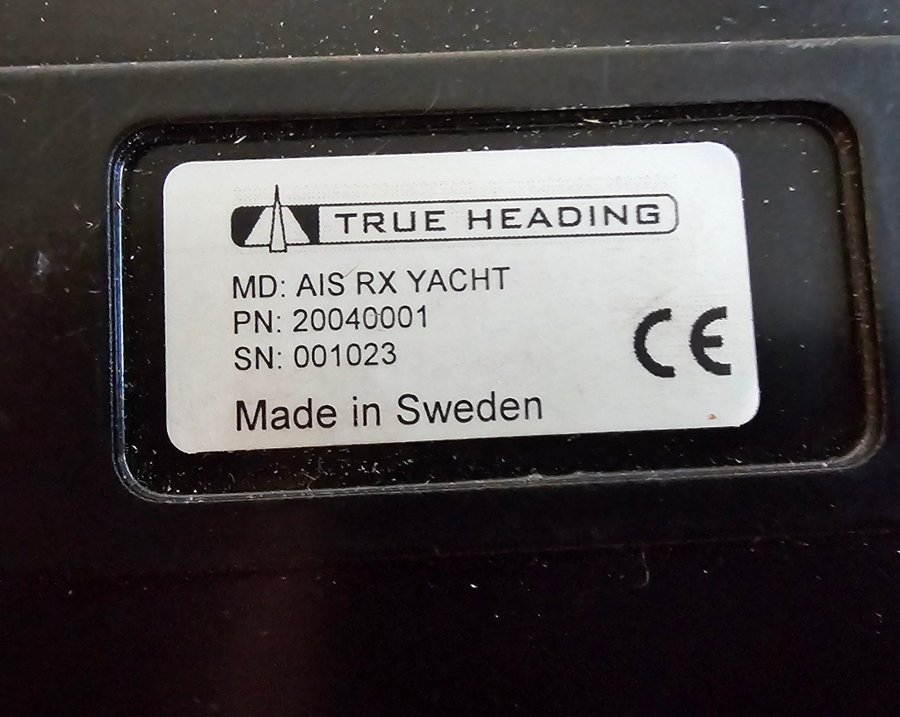 TRUE HEADING
MD: AIS RX YACHT
PN: 20040001
SN: 001023
CE
Made in Sweden